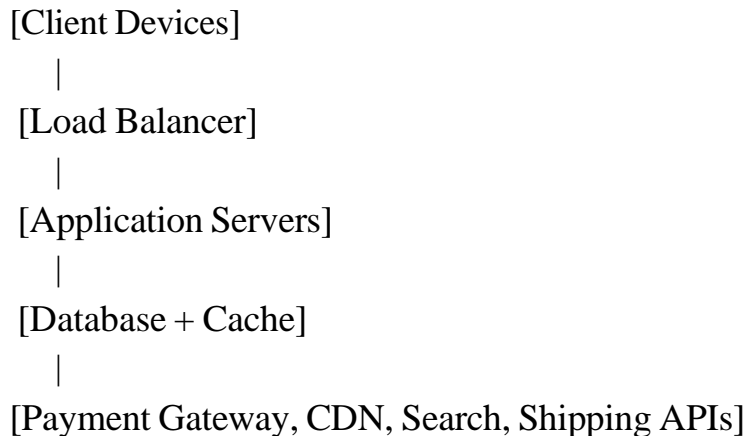 [Client Devices]
|
[Load Balancer]
|
[Application Servers]
|
[Database + Cache]
|
[Payment Gateway, CDN, Search, Shipping APIs]